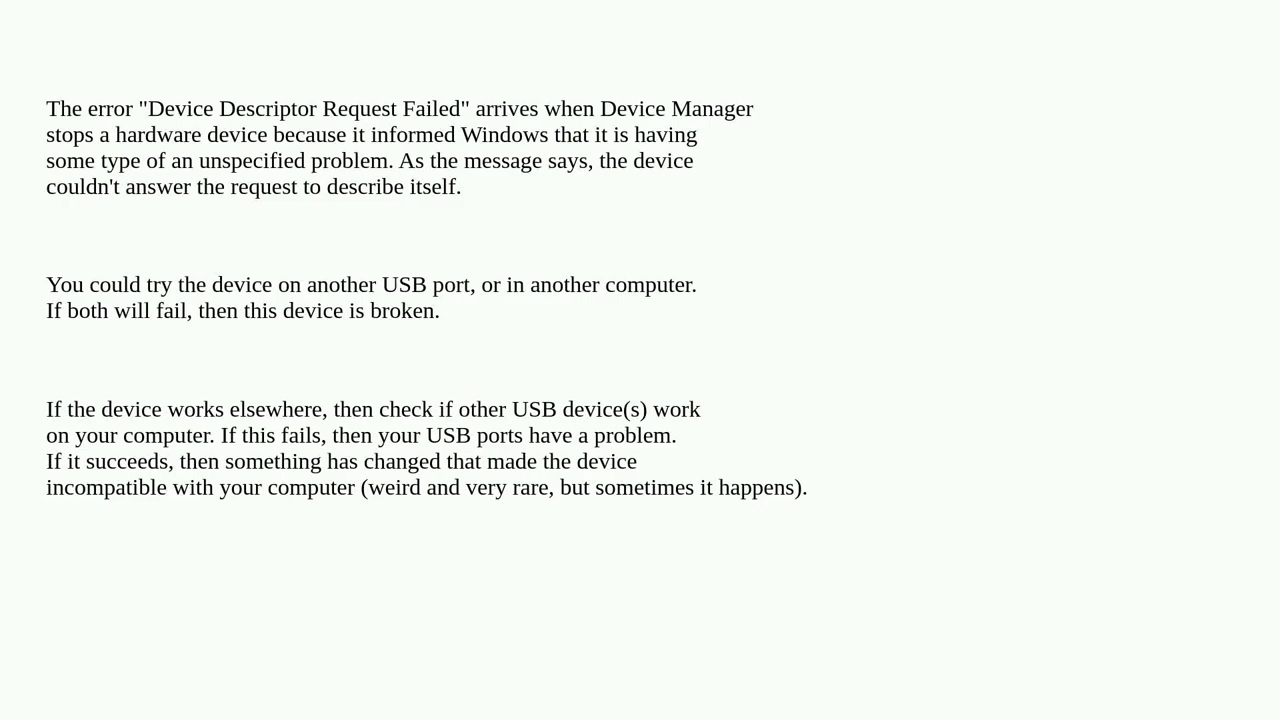 The error "Device Descriptor Request Failed" arrives when Device Manager
stops a hardware device because it informed Windows that it is having
some type of an unspecified problem. As the message says, the device
couldn't answer the request to describe itself.
You could try the device on another USB port, or in another computer.
If both will fail, then this device is broken.
If the device works elsewhere, then check if other USB device(s) work
on your computer. If this fails, then your USB ports have a problem.
If it succeeds, then something has changed that made the device
incompatible with your computer (weird and very rare, but sometimes it happens).